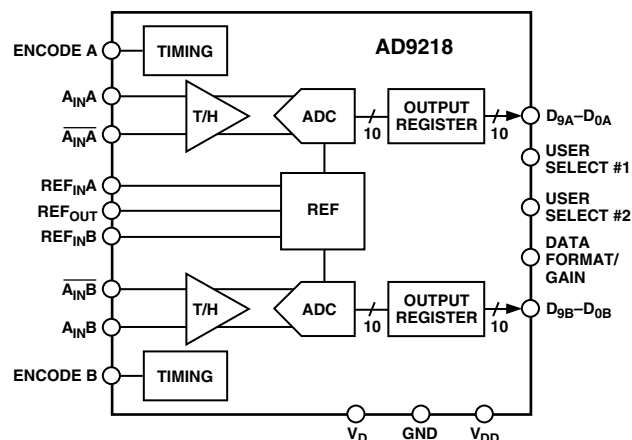 AD9218
ENCODE A
TIMING
AINA
T/H
ADC
10
OUTPUT
REGISTER
10
D9A–D0A
AINA
USER
SELECT #1
REFINA
REFOUT
REF
REFINB
USER
SELECT #2
DATA
FORMAT/
GAIN
AINB
T/H
ADC
10
OUTPUT
REGISTER
10
D9B–D0B
AINB
ENCODE B
TIMING
VD
GND
VDD